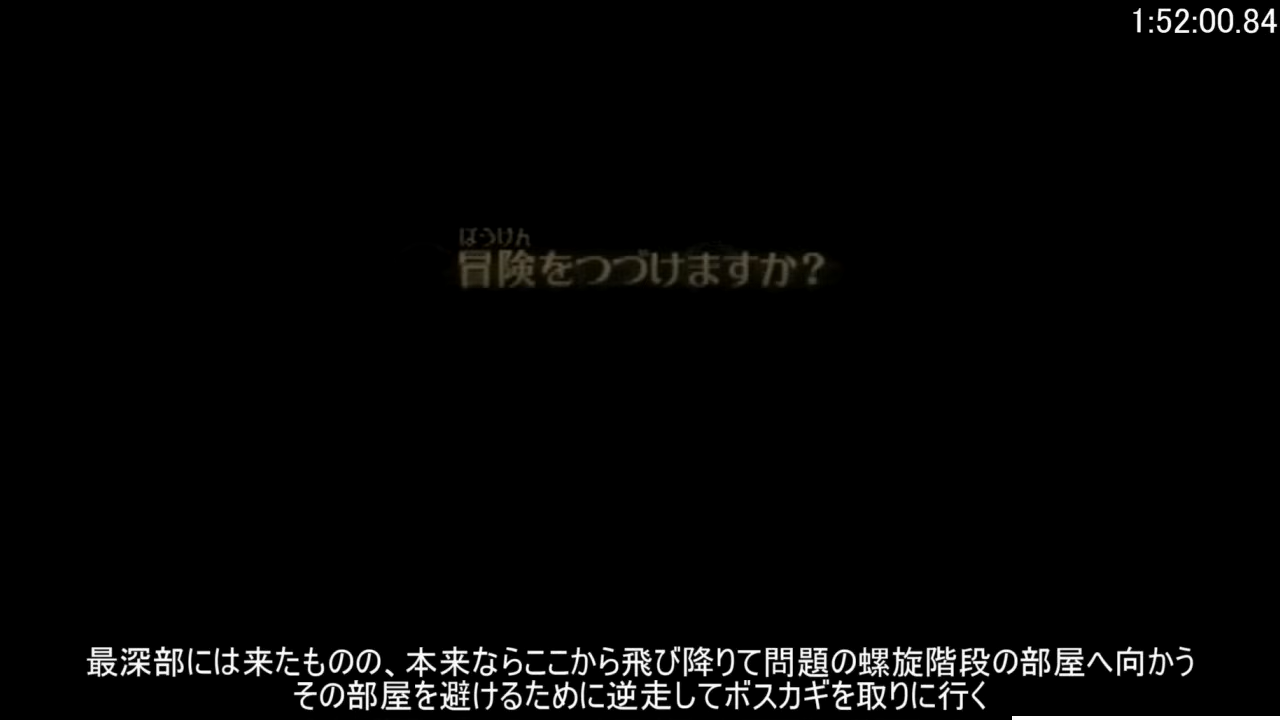 1:52:00.84
ぼうけん
冒険をつづけますか？
最深部には来たものの、本来ならここから飛び降りて問題の螺旋階段の部屋へ向かう
その部屋を避けるために逆走してボスカギを取りに行く